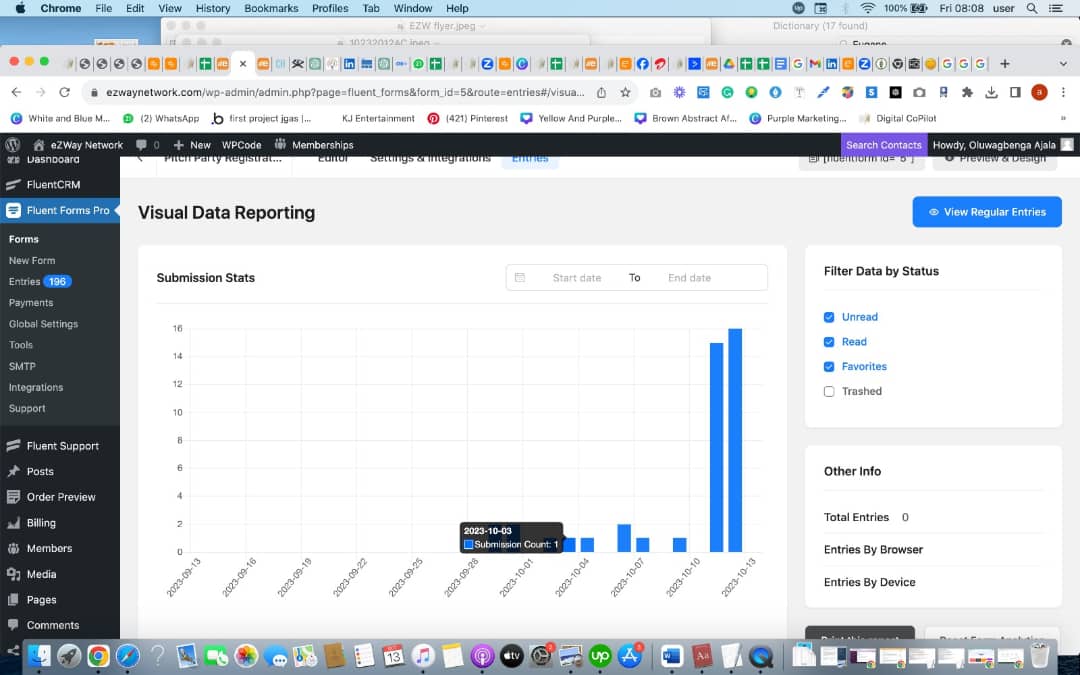 Chrome File Edit View History Bookmarks Profiles Tab Window Help 100% Fri 08:08 user
EZW flyer.jpeg Dictionary (17 found)
ezwaynetwork.com/wp-admin/admin.php?page=fluent_forms&form_id=5&route=entries#/visua...
White and Blue M... (2) WhatsApp first project jgas |... KJ Entertainment (421) Pinterest Yellow And Purple... Brown Abstract Af... Purple Marketing... Digital CoPilot »
eZWay Network 0 + New WPCode Memberships Search Contacts Howdy, Oluwagbenga Ajala
Dashboard
Pitch Party Registrat... Editor Settings & Integrations Entries [fluentform id="5"] Preview & Design
FluentCRM
Fluent Forms Pro
Forms
New Form
Entries 196
Payments
Global Settings
Tools
SMTP
Integrations
Support
Fluent Support
Posts
Order Preview
Billing
Members
Media
Pages
Comments
Visual Data Reporting
View Regular Entries
Submission Stats
Start date To End date
16
14
12
10
8
6
4
2
0
2023-10-03
Submission Count: 1
2023-09-13 2023-09-16 2023-09-19 2023-09-22 2023-09-25 2023-09-28 2023-10-01 2023-10-04 2023-10-07 2023-10-10 2023-10-13
Filter Data by Status
Unread
Read
Favorites
Trashed
Other Info
Total Entries 0
Entries By Browser
Entries By Device
Print this report Reset Form Analytics